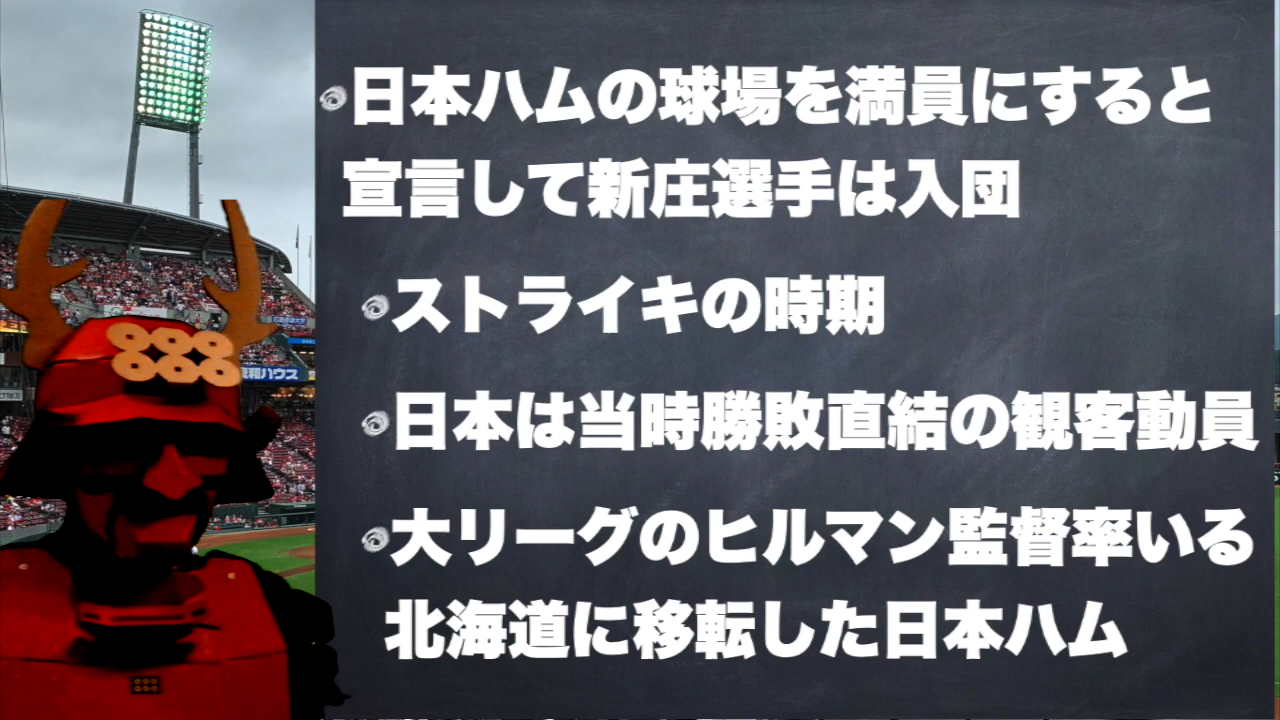 日本ハムの球場を満員にすると
宣言して新庄選手は入団
ストライキの時期
日本は当時勝敗直結の観客動員
大リーグのヒルマン監督率いる
北海道に移転した日本ハム